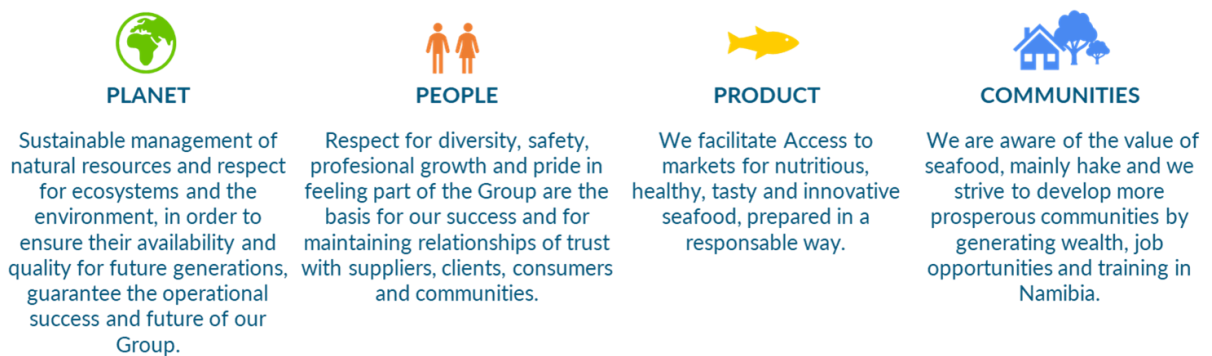 PLANET
Sustainable management of
natural resources and respect
for ecosystems and the
environment, in order to
ensure their availability and
quality for future generations,
guarantee the operational
success and future of our
Group.
PEOPLE
Respect for diversity, safety,
profesional growth and pride in
feeling part of the Group are the
basis for our success and for
maintaining relationships of trust
with suppliers, clients, consumers
and communities.
PRODUCT
We facilitate Access to
markets for nutritious,
healthy, tasty and innovative
seafood, prepared in a
responsable way.
COMMUNITIES
We are aware of the value of
seafood, mainly hake and we
strive to develop more
prosperous communities by
generating wealth, job
opportunities and training in
Namibia.